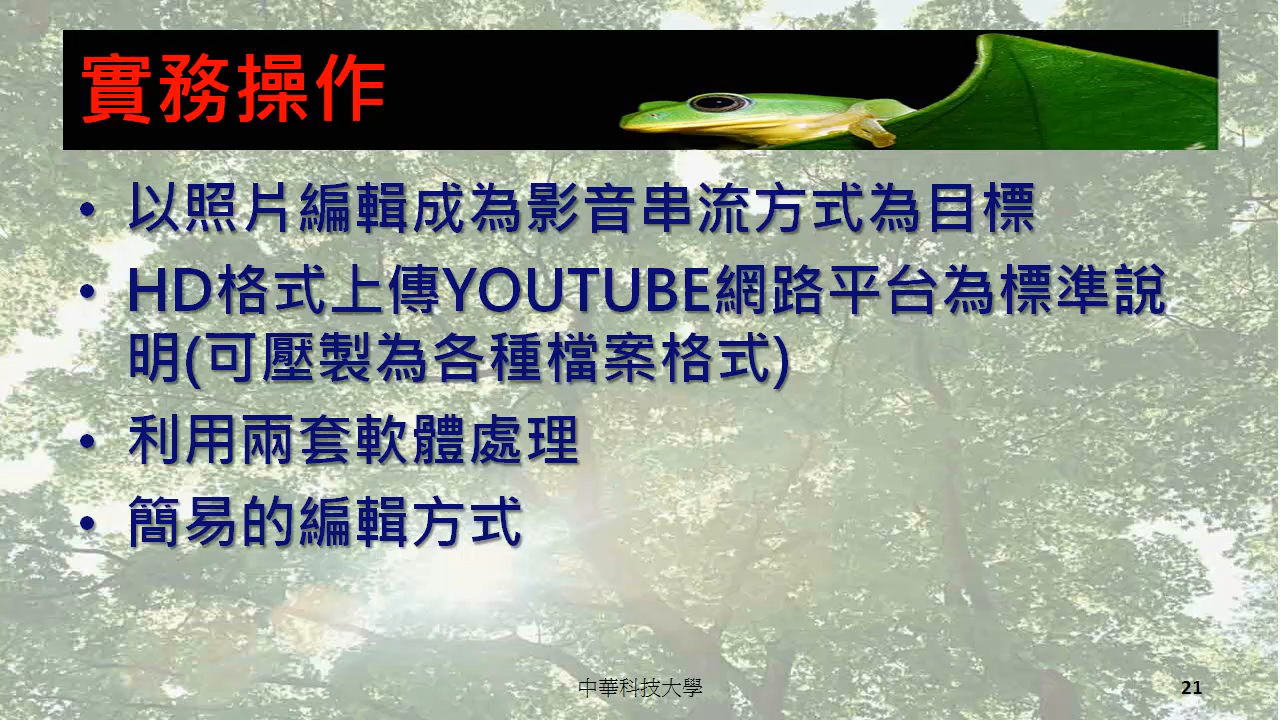 實務操作
• 以照片編輯成為影音串流方式為目標
• HD格式上傳YOUTUBE網路平台為標準說
明(可壓製為各種檔案格式)
• 利用兩套軟體處理
• 簡易的編輯方式
中華科技大學
21